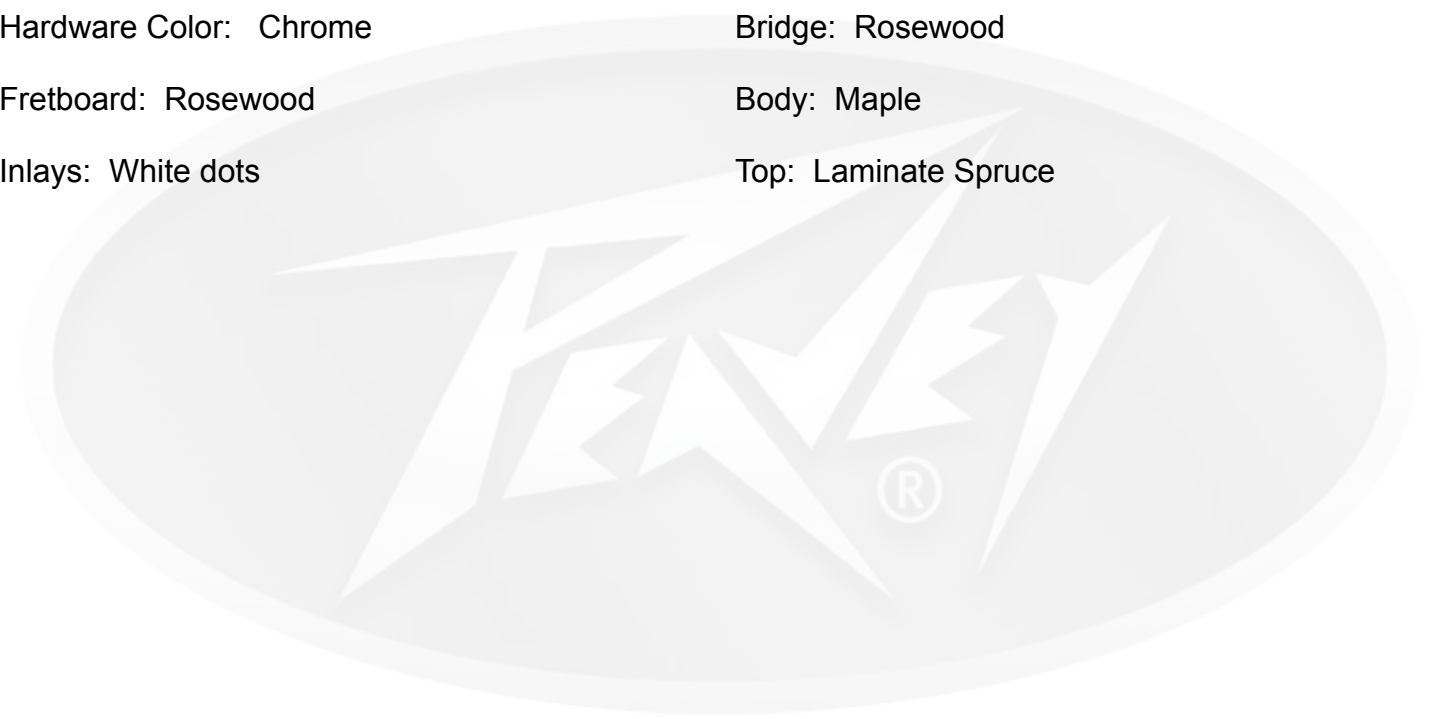 Hardware Color: Chrome
Bridge: Rosewood
Fretboard: Rosewood
Body: Maple
Inlays: White dots
Top: Laminate Spruce
PEAVEY
®